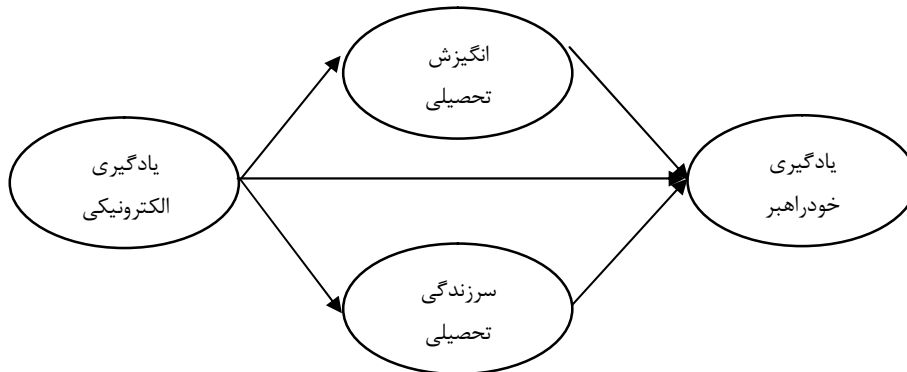 انگیزش
تحصیلی
یادگیری
الکترونیکی
یادگیری
خودراهبر
سرزندگی
تحصیلی